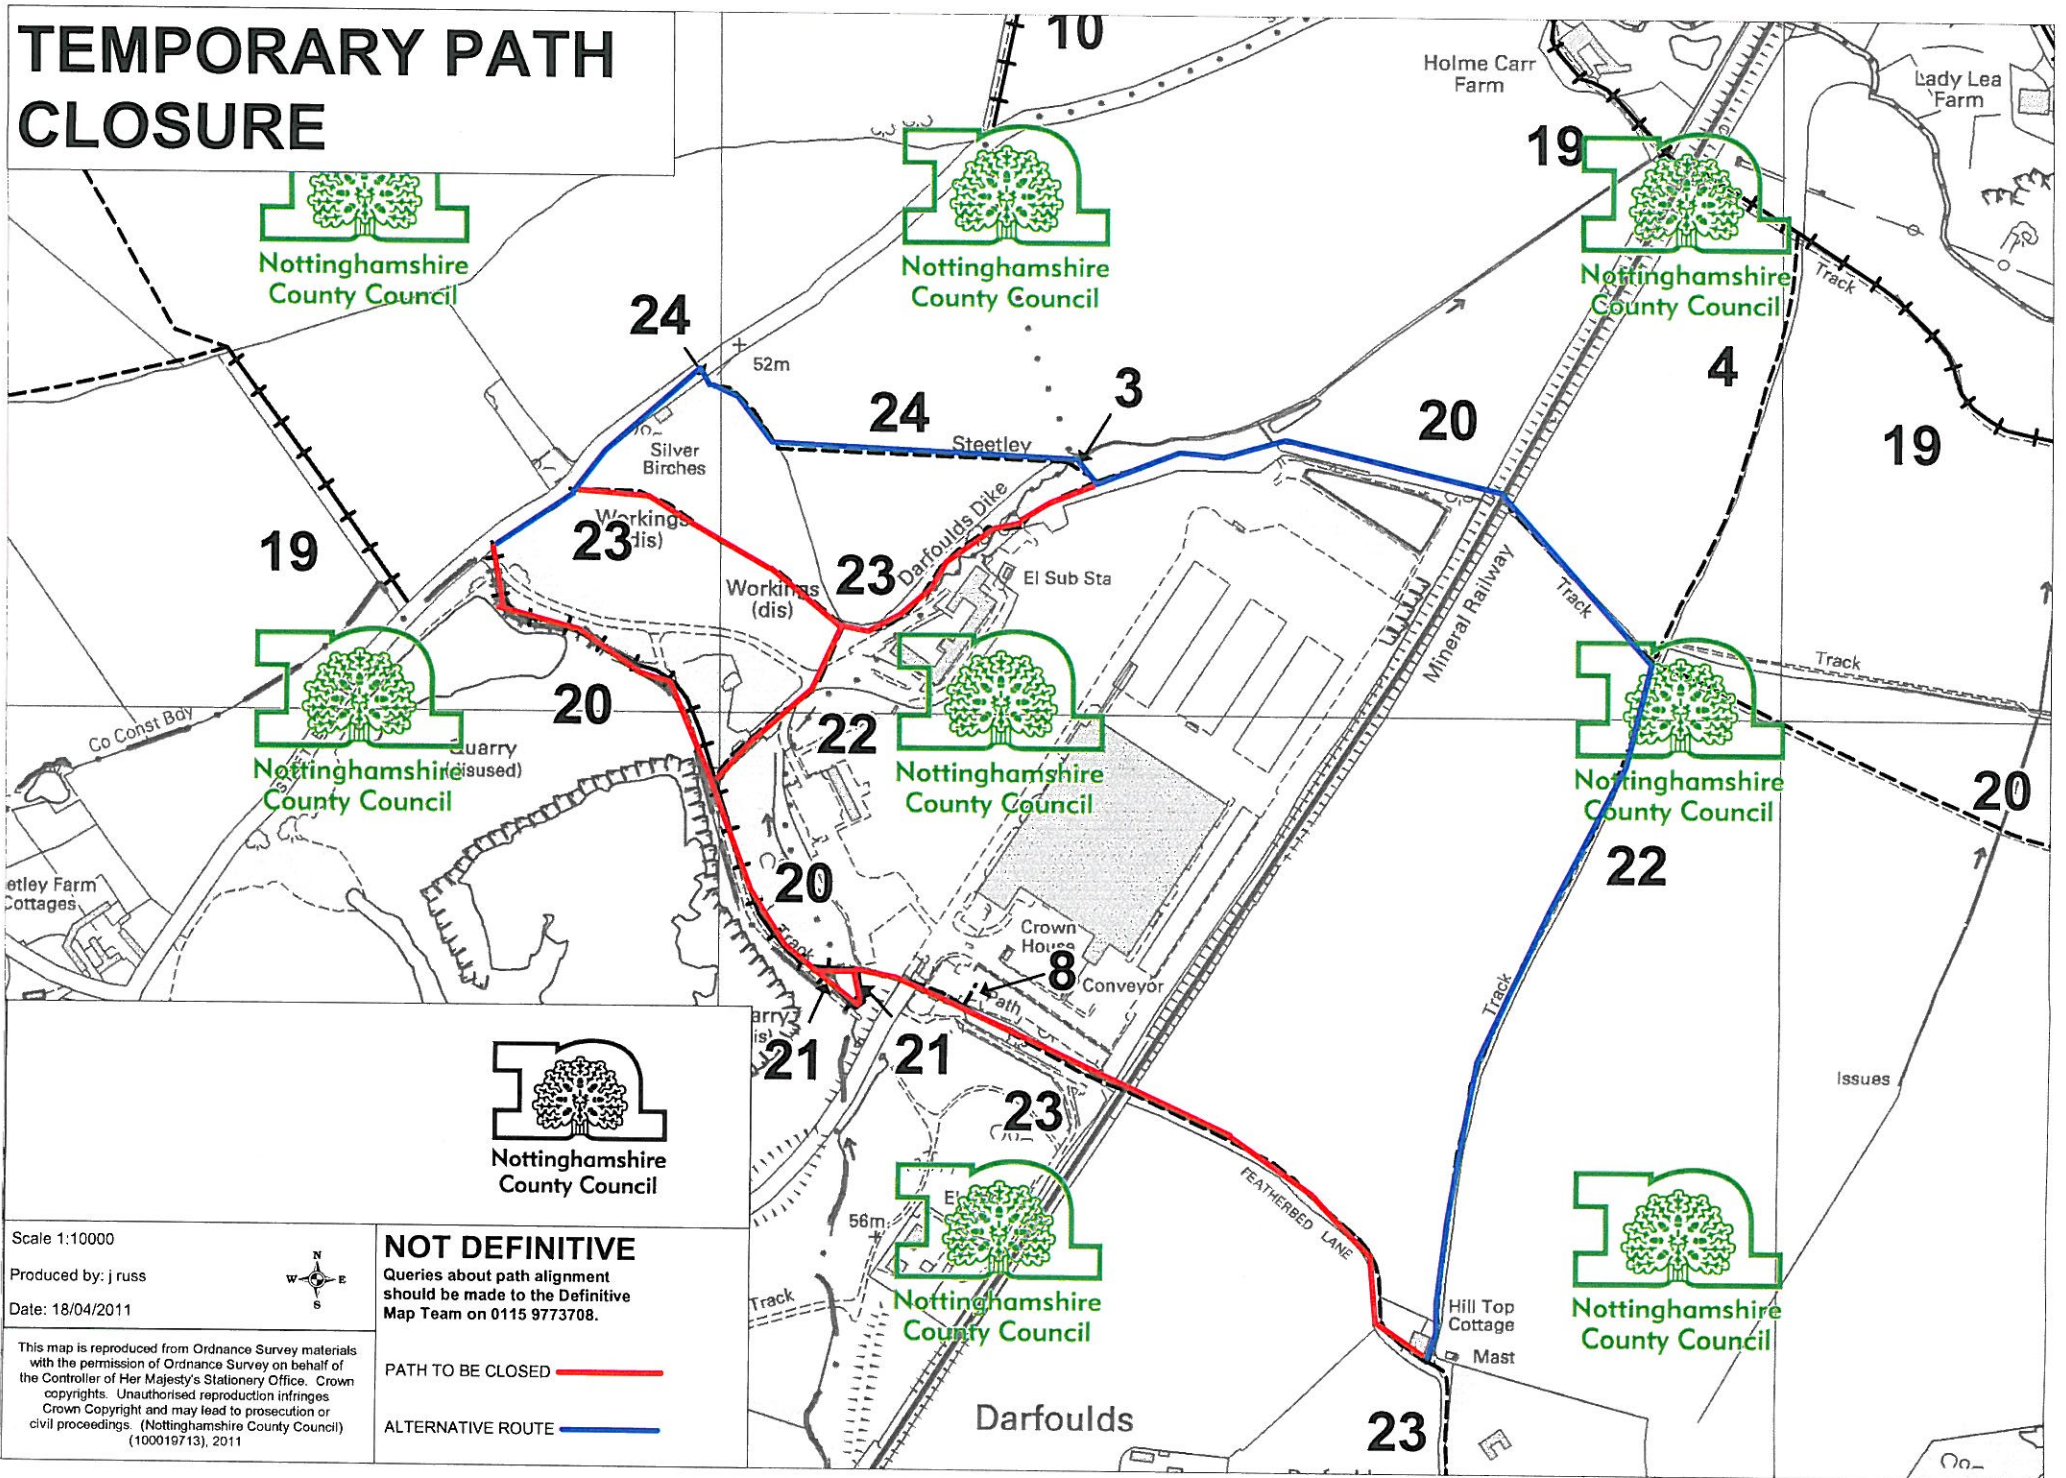 TEMPORARY PATH
CLOSURE
10
Holme Carr
Farm
Lady Lea
Farm
19
Nottinghamshire
County Council
Nottinghamshire
County Council
Nottinghamshire
County Council
Track
24
52m
4
3
24
Steetley
20
19
Silver
Birches
Workings
(dis)
23
19
Darfoulds Dike
23
El Sub Sta
Workings
(dis)
Track
Mineral Railway
Track
20
22
Co Const Bdy
Quarry
(disused)
Nottinghamshire
County Council
Nottinghamshire
County Council
Nottinghamshire
County Council
20
22
etley Farm
Cottages
20
Track
Crown
House
8
Conveyor
Path
Track
arry
is)
21
21
Issues
23
Nottinghamshire
County Council
FEATHERBED LANE
56m
El
Track
Nottinghamshire
County Council
Nottinghamshire
County Council
Hill Top
Cottage
Mast
Darfoulds
23
Scale 1:10000
Produced by: j russ
Date: 18/04/2011
N
W E
S
NOT DEFINITIVE
Queries about path alignment
should be made to the Definitive
Map Team on 0115 9773708.
PATH TO BE CLOSED
ALTERNATIVE ROUTE
This map is reproduced from Ordnance Survey materials
with the permission of Ordnance Survey on behalf of
the Controller of Her Majesty's Stationery Office. Crown
copyrights. Unauthorised reproduction infringes
Crown Copyright and may lead to prosecution or
civil proceedings. (Nottinghamshire County Council)
(100019713), 2011